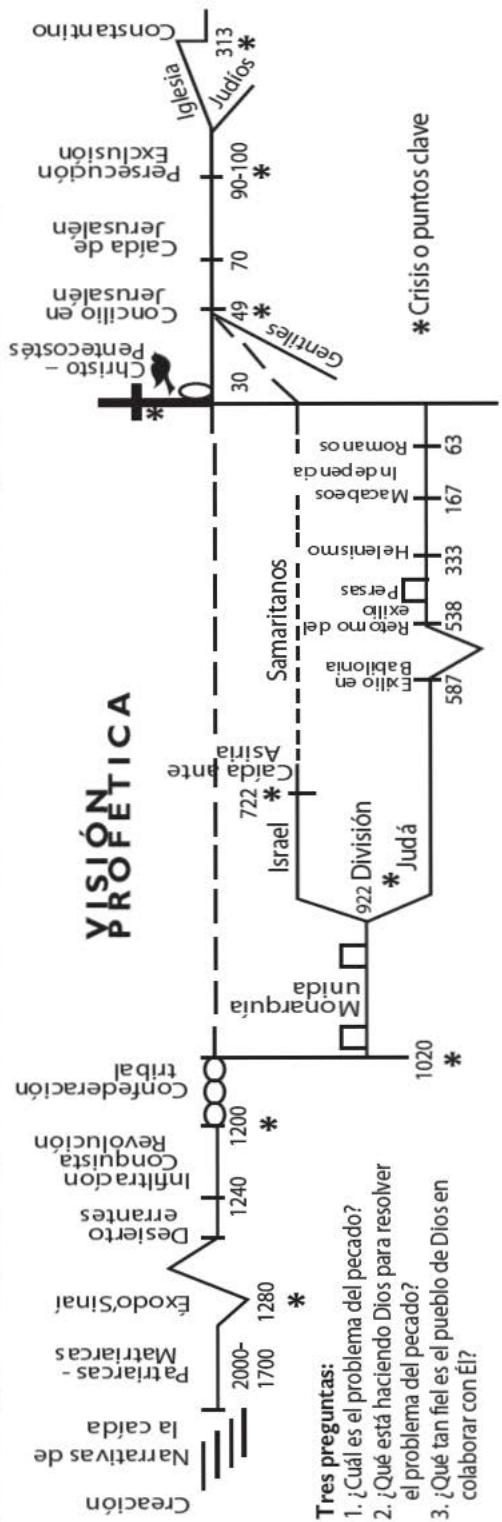 VISIÓN
PROFÉTICA
Creación
Narrativas de
la caída
Patriarcas -
Matriarcas
2000-
1700
Éxodo/Sinaí
1280
*
Desierto
errantes
1240
Infiltracíon
Conquista
Revolución
1200
*
Confederación
tribal
1020
*
Monarquía
unida
922 División
*
Israel
Judá
722
*
Caída ante
Asiria
Samaritanos
Exilio en
Babilonia
587
Retorno del
exilio
538
Persas
Helenismo
333
Macabeos
167
Indepencia
Romanos
63
*
Christo –
Pentecostés
30
Gentiles
Concilio en
Jerusalén
49
*
Caída de
Jerusalén
70
Persecución
Exclusión
90-100
*
Iglesia
Judíos
Constantino
313
*
Tres preguntas:
1. ¿Cuál es el problema del pecado?
2. ¿Qué está haciendo Dios para resolver
el problema del pecado?
3. ¿Qué tan fiel es el pueblo de Dios en
colaborar con Él?
* Crisis o puntos clave